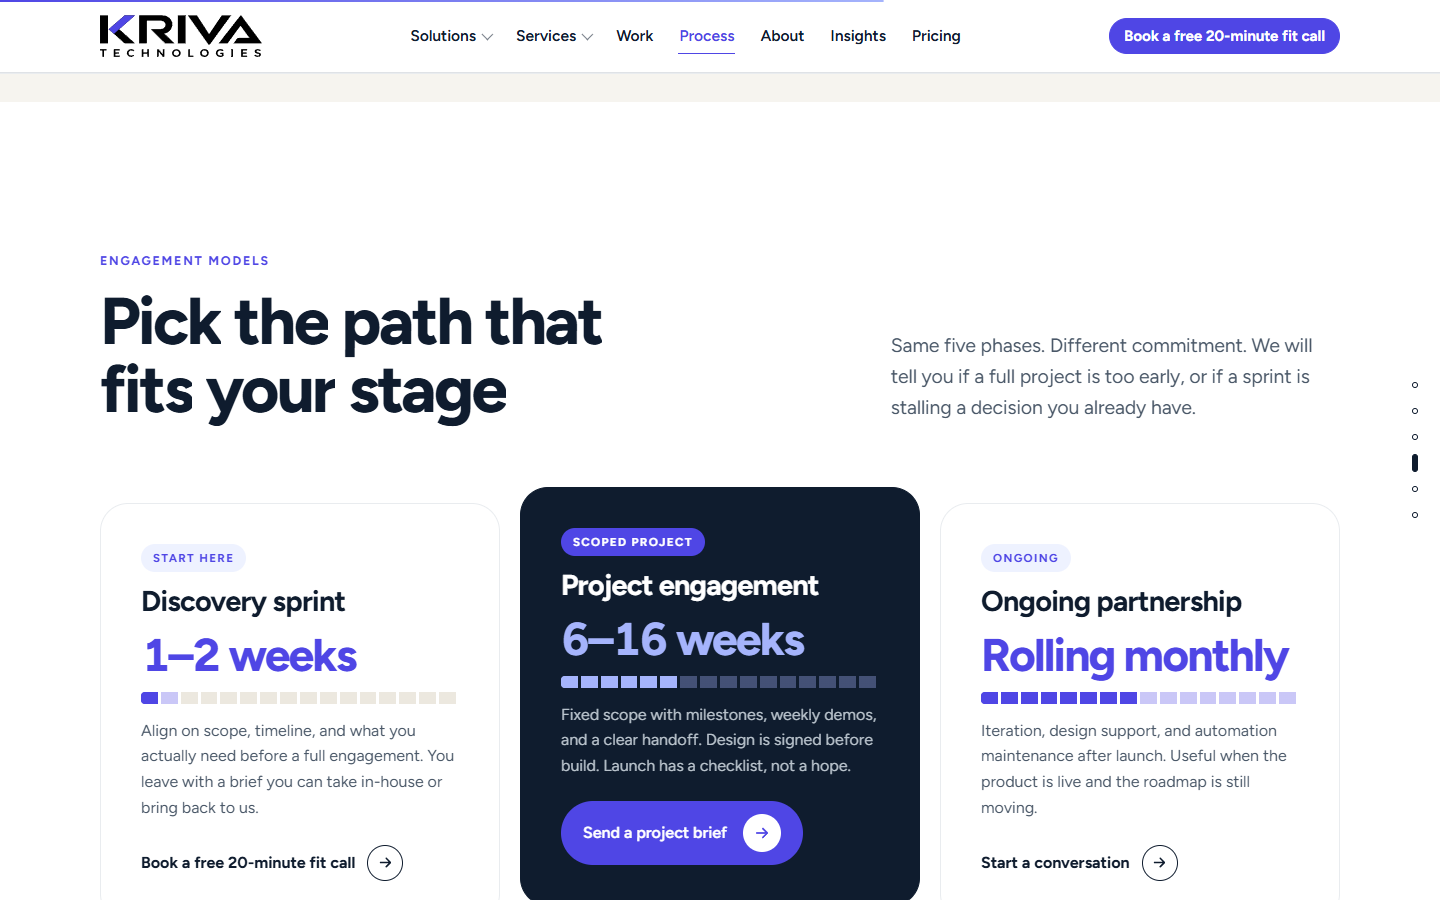 KRIVA
TECHNOLOGIES
Solutions
Services
Work
Process
About
Insights
Pricing
Book a free 20-minute fit call
ENGAGEMENT MODELS
Pick the path that
fits your stage
Same five phases. Different commitment. We will
tell you if a full project is too early, or if a sprint is
stalling a decision you already have.
START HERE
Discovery sprint
1–2 weeks
Align on scope, timeline, and what you
actually need before a full engagement. You
leave with a brief you can take in-house or
bring back to us.
Book a free 20-minute fit call
SCOPED PROJECT
Project engagement
6–16 weeks
Fixed scope with milestones, weekly demos,
and a clear handoff. Design is signed before
build. Launch has a checklist, not a hope.
Send a project brief
ONGOING
Ongoing partnership
Rolling monthly
Iteration, design support, and automation
maintenance after launch. Useful when the
product is live and the roadmap is still
moving.
Start a conversation